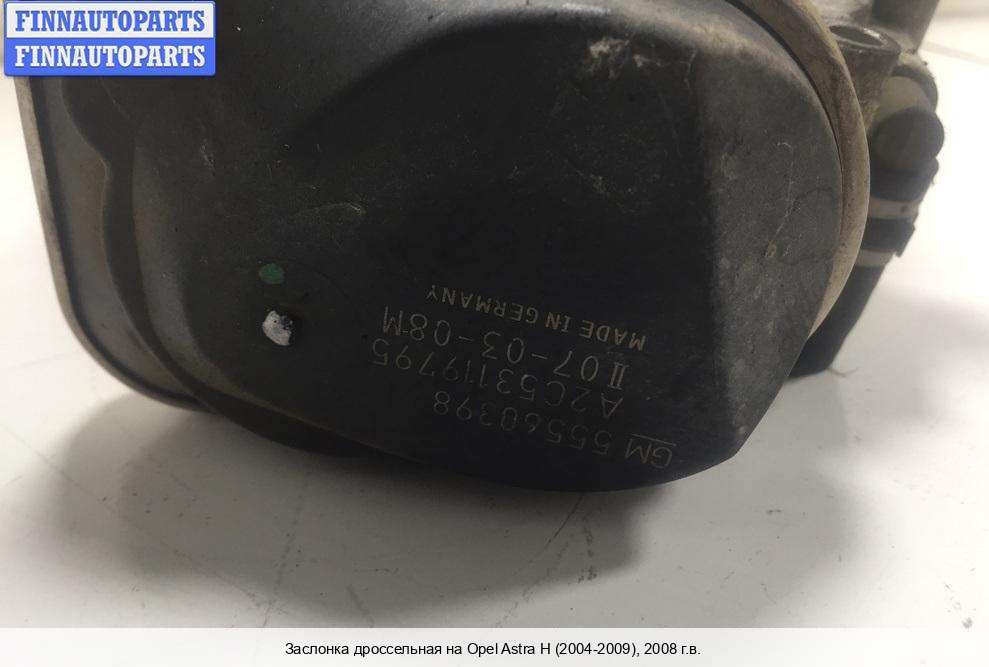 FINNAUTOPARTS
FINNAUTOPARTS
GM 55560398
A2C53119795
II 07-03-08M
MADE IN GERMANY
Заслонка дроссельная на Opel Astra H (2004-2009), 2008 г.в.